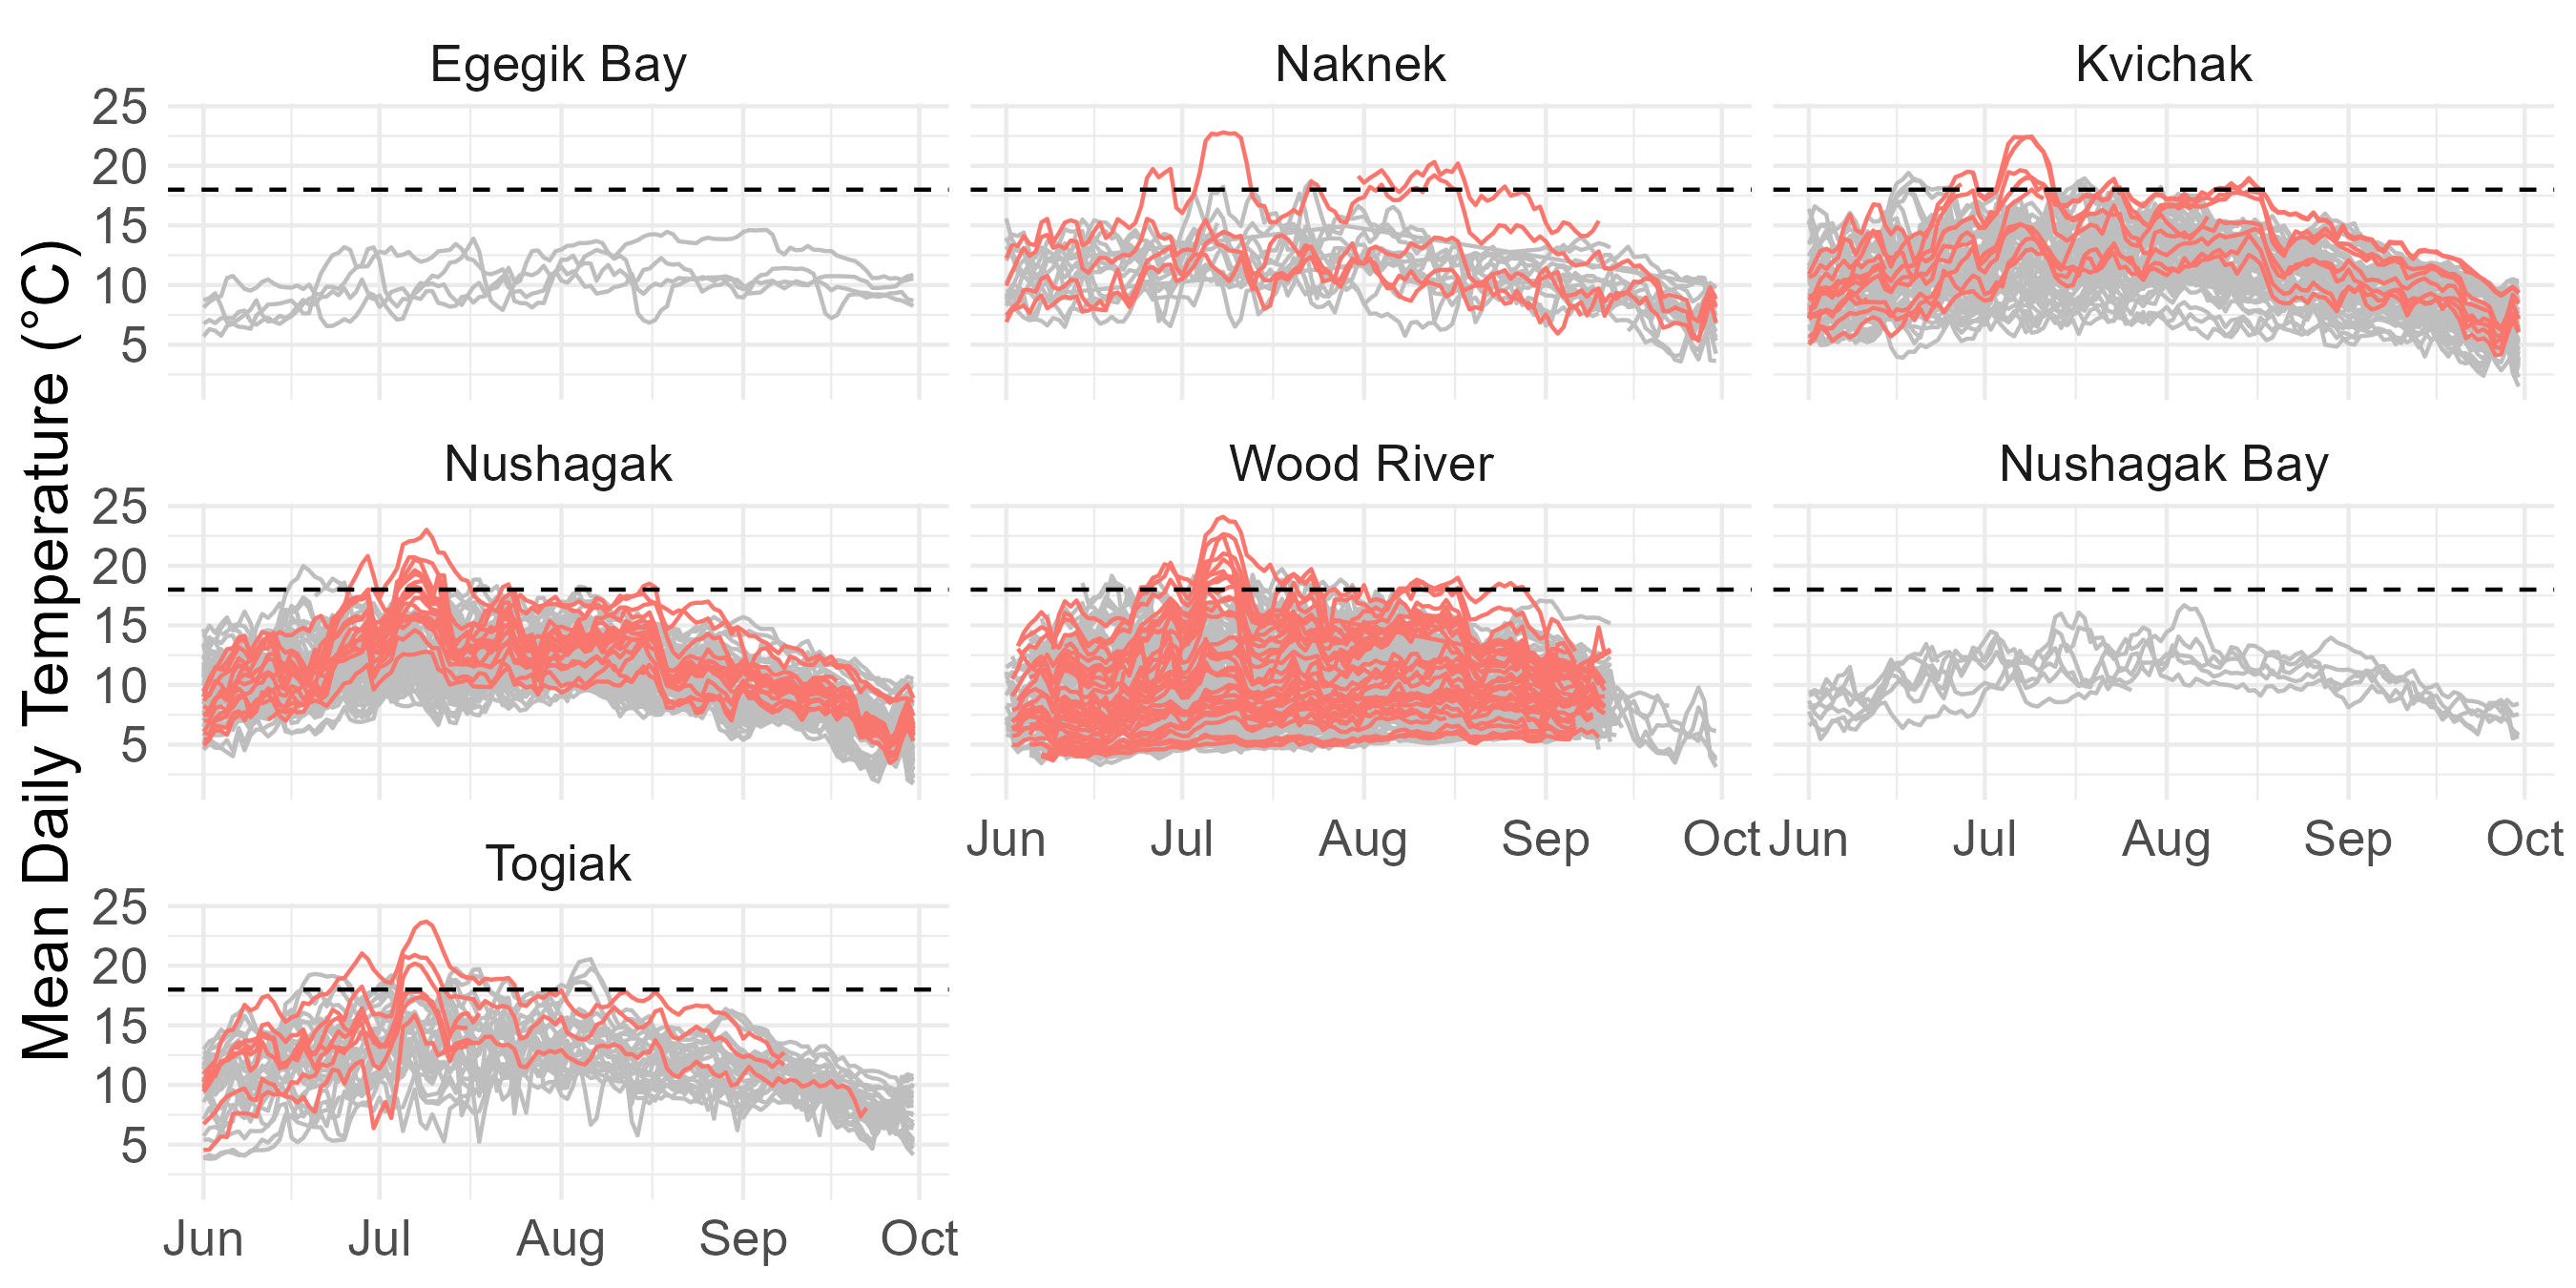 Egegik Bay Naknek Kvichak
25
20
15
10
5
Nushagak Wood River Nushagak Bay
25
20
15
10
5
Jun Jul Aug Sep Oct Jun Jul Aug Sep Oct
Togiak
25
20
15
10
5
Jun Jul Aug Sep Oct
Mean Daily Temperature (°C)